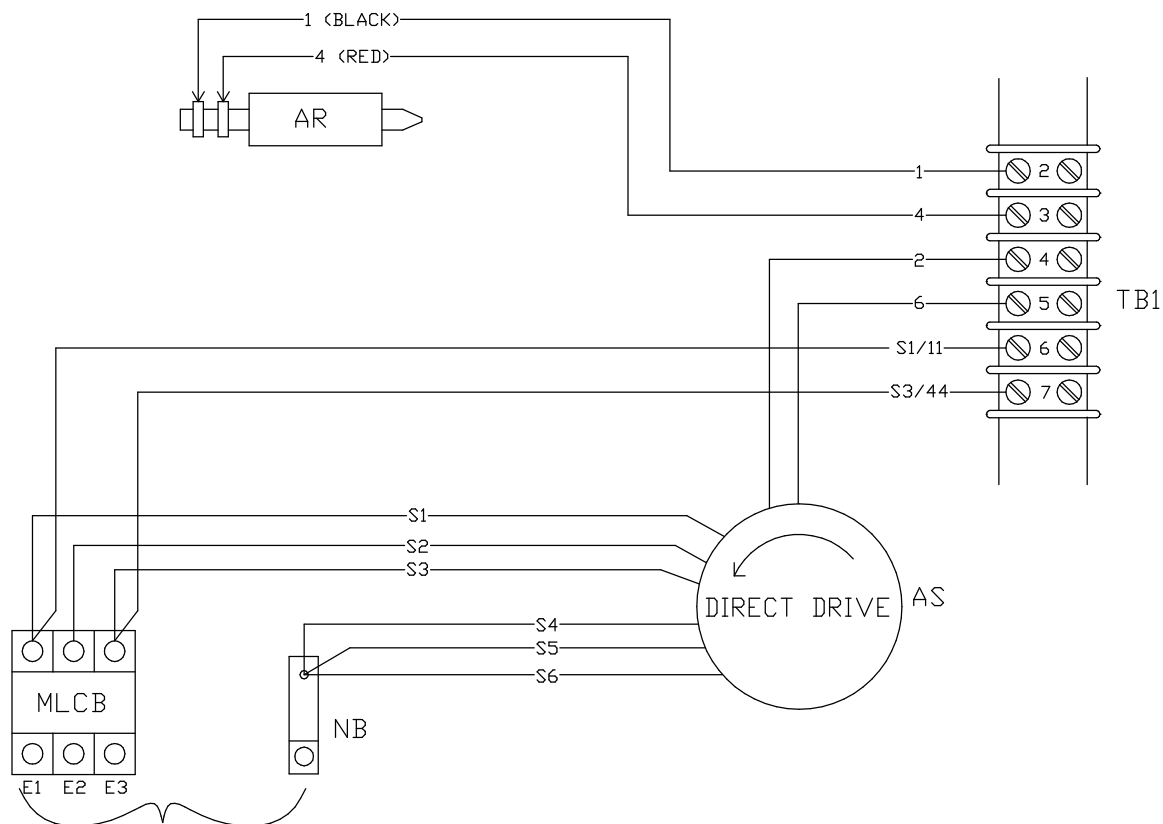 1 (BLACK)
4 (RED)
AR
1
2
4
3
2
4
6
5
TB1
S1/11
6
S3/44
7
S1
S2
S3
DIRECT DRIVE
AS
S4
S5
S6
MLCB
NB
E1 E2 E3